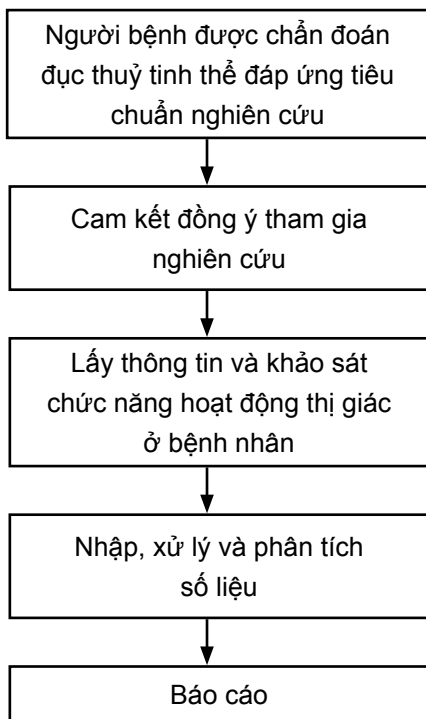 Người bệnh được chẩn đoán
đục thuỷ tinh thể đáp ứng tiêu
chuẩn nghiên cứu
Cam kết đồng ý tham gia
nghiên cứu
Lấy thông tin và khảo sát
chức năng hoạt động thị giác
ở bệnh nhân
Nhập, xử lý và phân tích
số liệu
Báo cáo